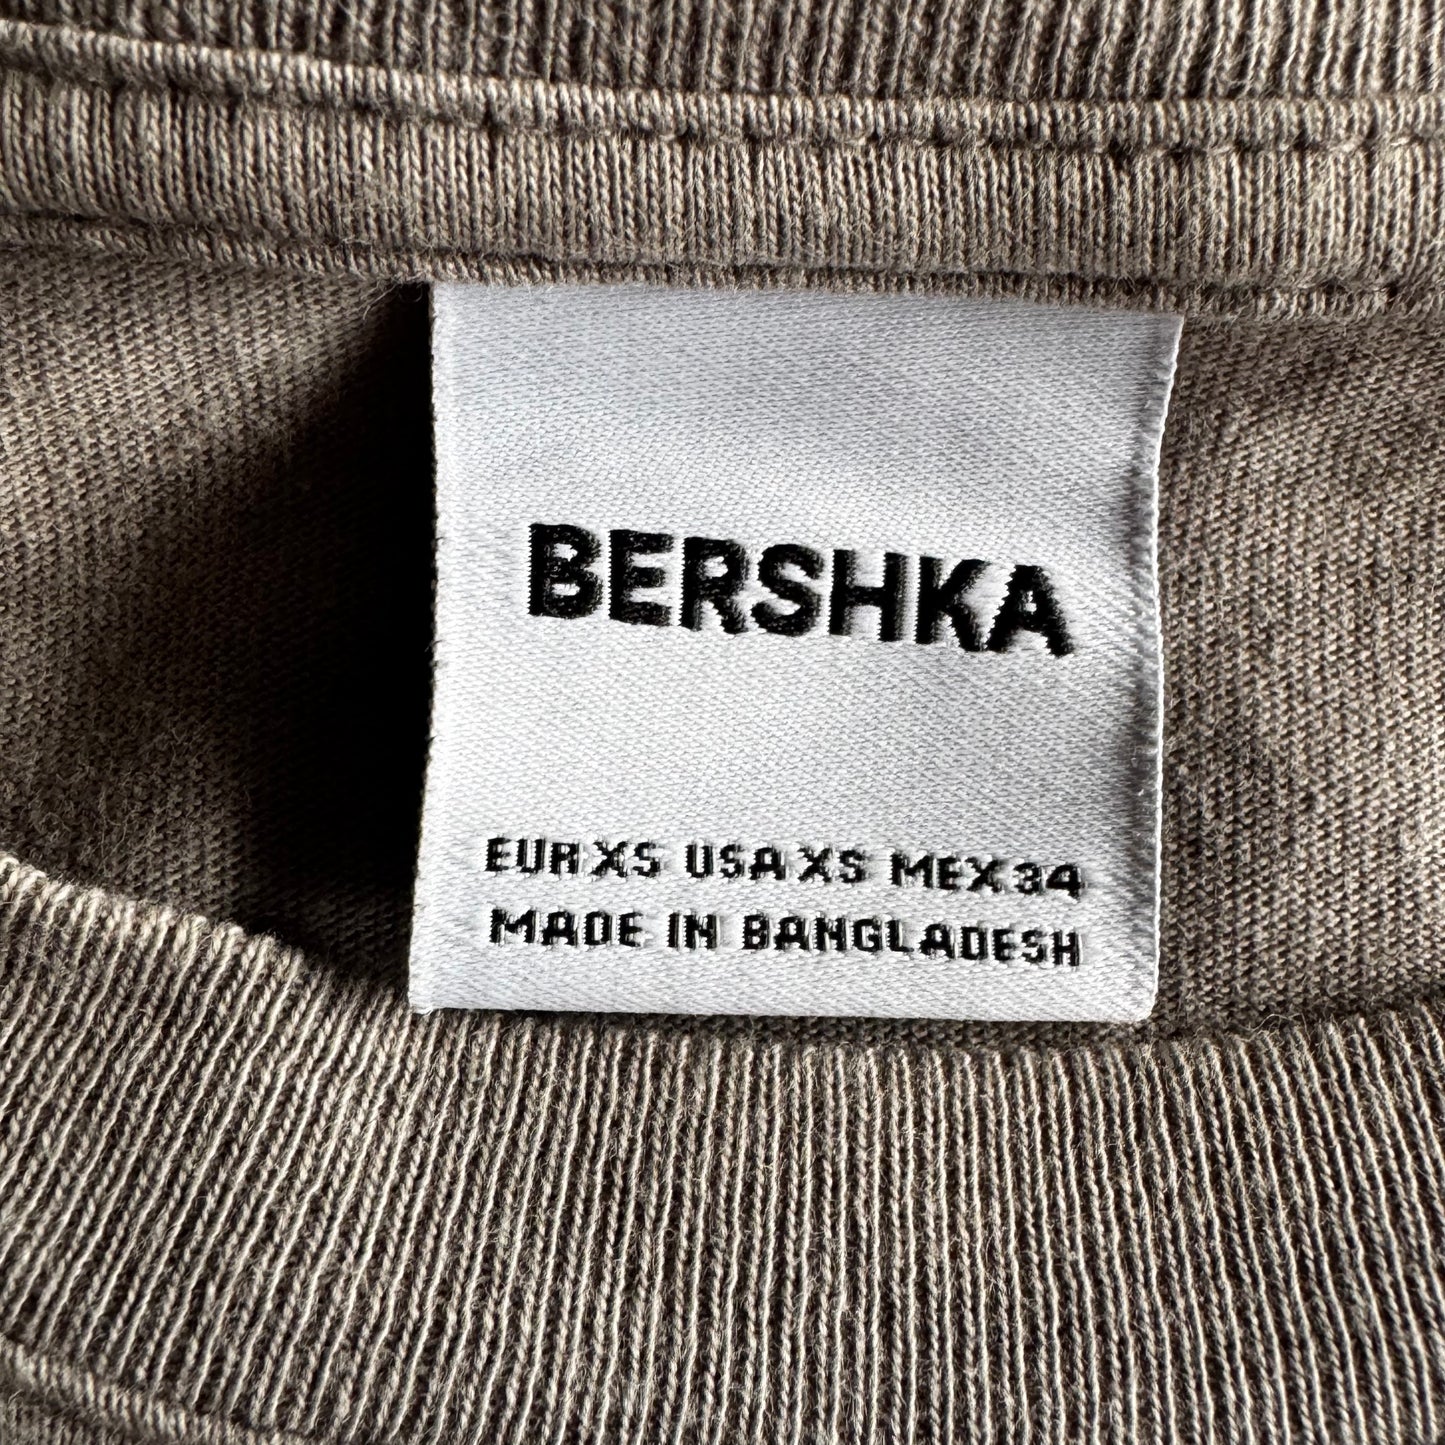 BERSHKA
EUR XS USA XS MEX 34
MADE IN BANGLADESH